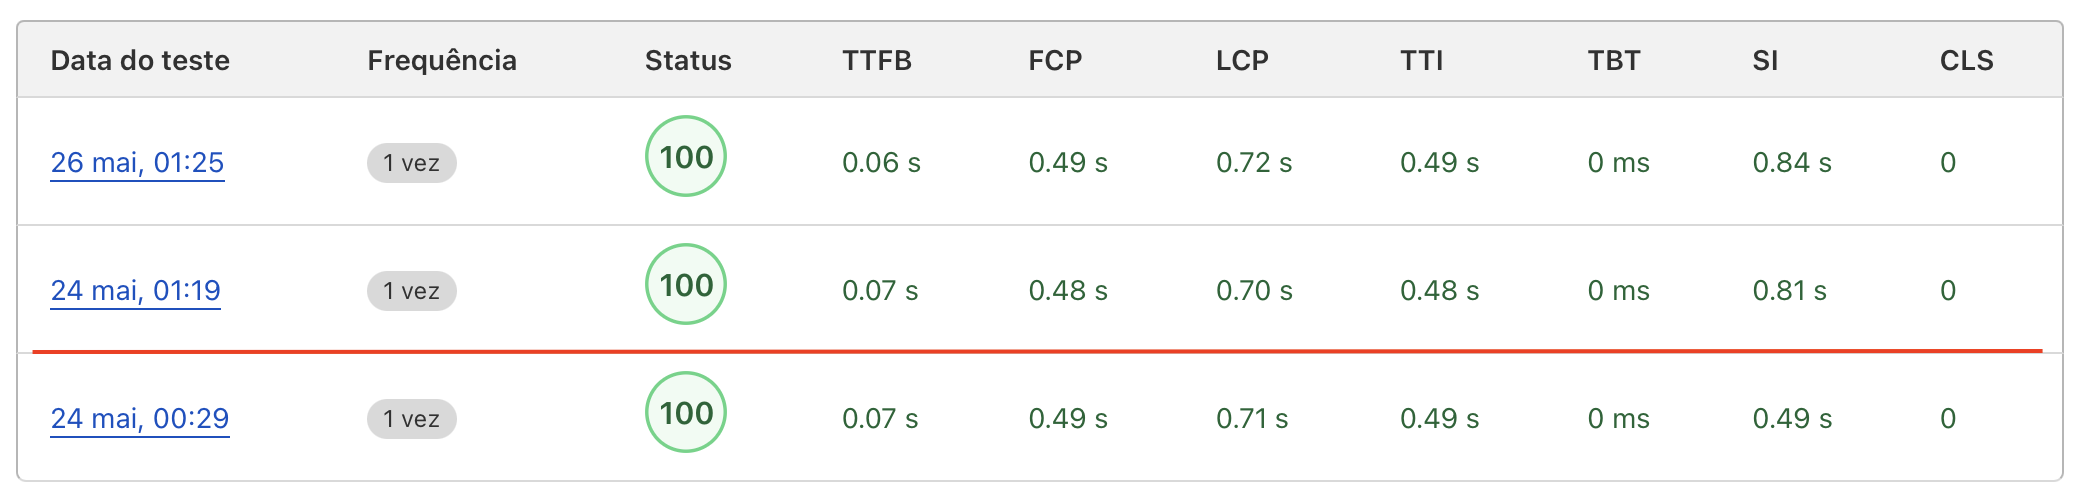 Data do teste Frequência Status TTFB FCP LCP TTI TBT SI CLS
26 mai, 01:25 1 vez 100 0.06 s 0.49 s 0.72 s 0.49 s 0 ms 0.84 s 0
24 mai, 01:19 1 vez 100 0.07 s 0.48 s 0.70 s 0.48 s 0 ms 0.81 s 0
24 mai, 00:29 1 vez 100 0.07 s 0.49 s 0.71 s 0.49 s 0 ms 0.49 s 0